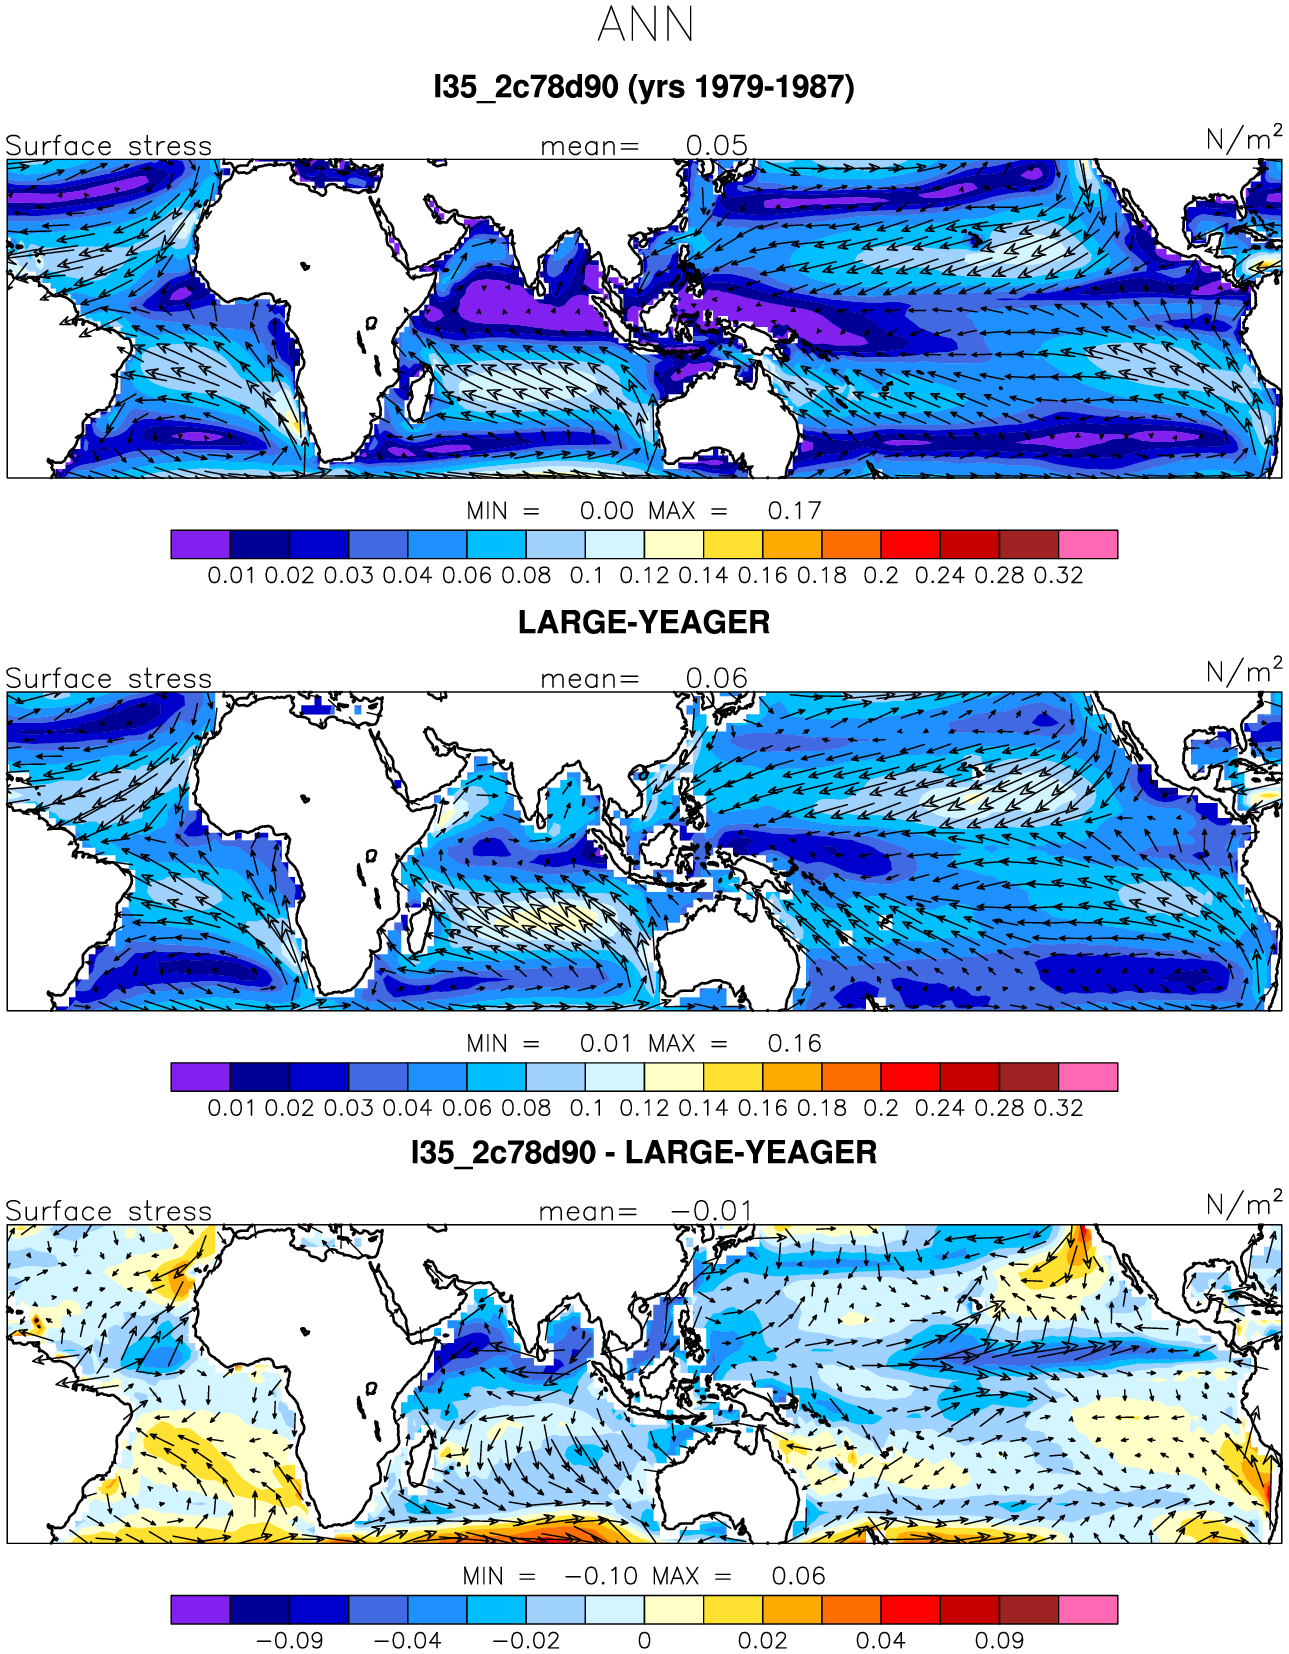 ANN
I35_2c78d90 (yrs 1979-1987)
Surface stress mean= 0.05 N/m²
MIN = 0.00 MAX = 0.17
0.01 0.02 0.03 0.04 0.06 0.08 0.1 0.12 0.14 0.16 0.18 0.2 0.24 0.28 0.32
LARGE-YEAGER
Surface stress mean= 0.06 N/m²
MIN = 0.01 MAX = 0.16
0.01 0.02 0.03 0.04 0.06 0.08 0.1 0.12 0.14 0.16 0.18 0.2 0.24 0.28 0.32
I35_2c78d90 - LARGE-YEAGER
Surface stress mean= −0.01 N/m²
MIN = −0.10 MAX = 0.06
−0.09 −0.04 −0.02 0 0.02 0.04 0.09